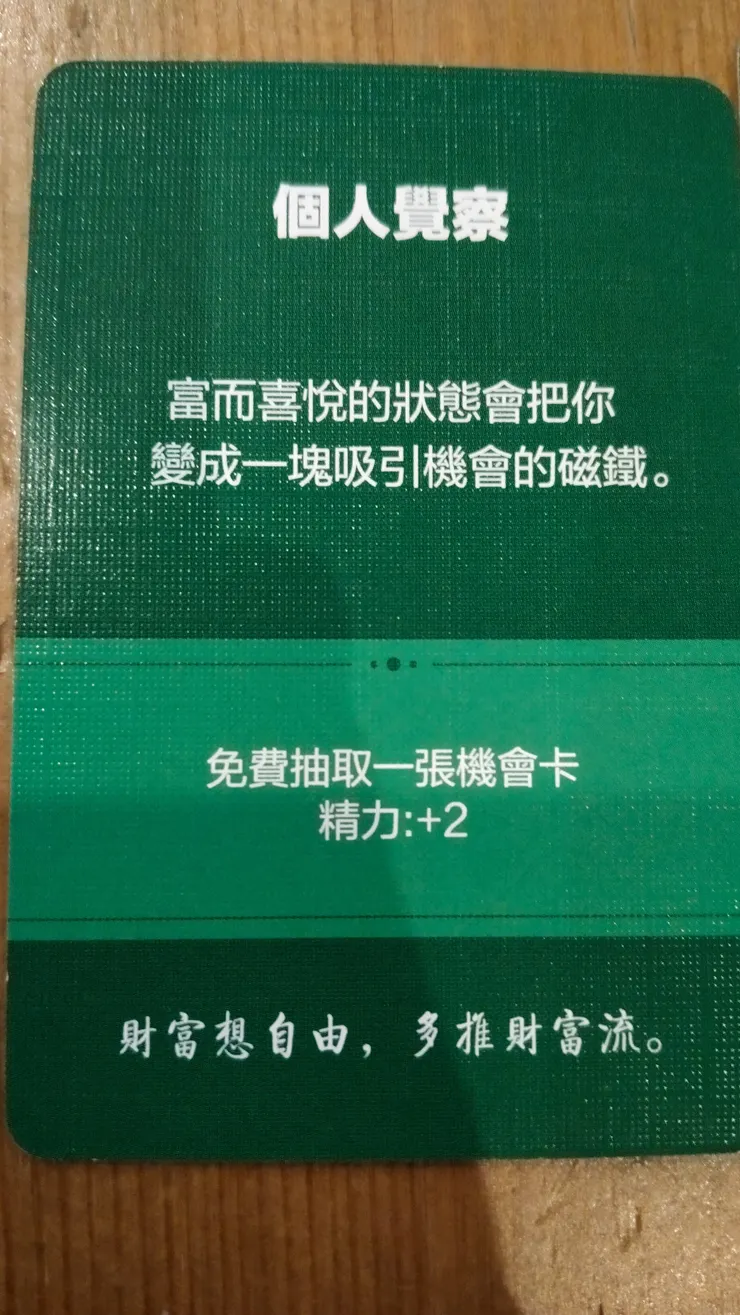 個人覺察
富而喜悅的狀態會把你
變成一塊吸引機會的磁鐵。
免費抽取一張機會卡
精力:+2
財富想自由，多推財富流。